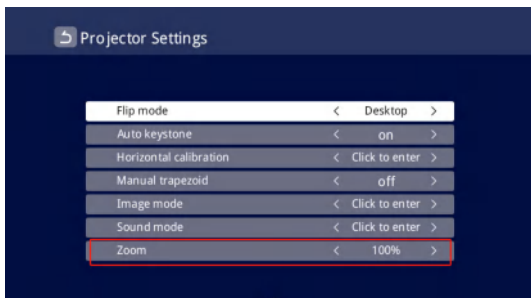 Projector Settings
Flip mode < Desktop >
Auto keystone < on >
Horizontal calibration < Click to enter >
Manual trapezoid < off >
Image mode < Click to enter >
Sound mode < Click to enter >
Zoom < 100% >